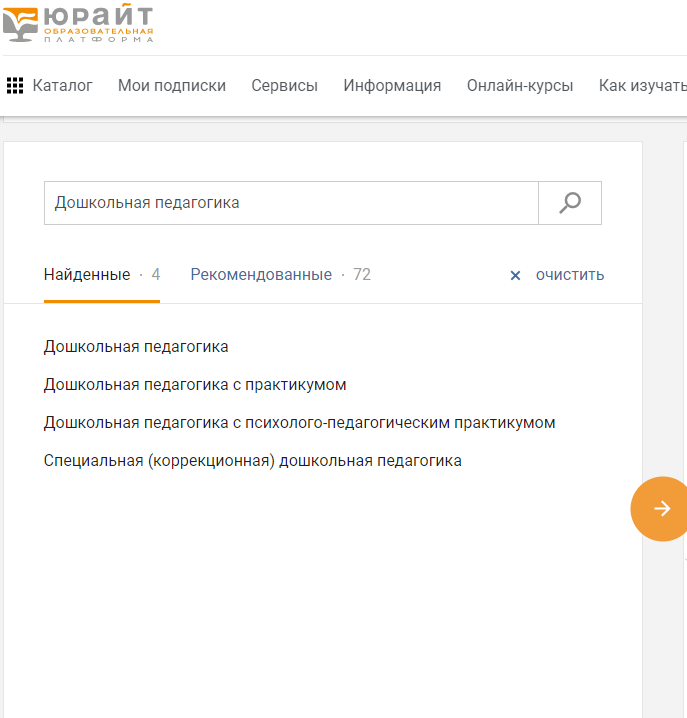 ЮРАЙТ
ОБРАЗОВАТЕЛЬНАЯ
ПЛАТФОРМА
Каталог Мои подписки Сервисы Информация Онлайн-курсы Как изучать
Дошкольная педагогика
Найденные · 4 Рекомендованные · 72 × очистить
Дошкольная педагогика
Дошкольная педагогика с практикумом
Дошкольная педагогика с психолого-педагогическим практикумом
Специальная (коррекционная) дошкольная педагогика